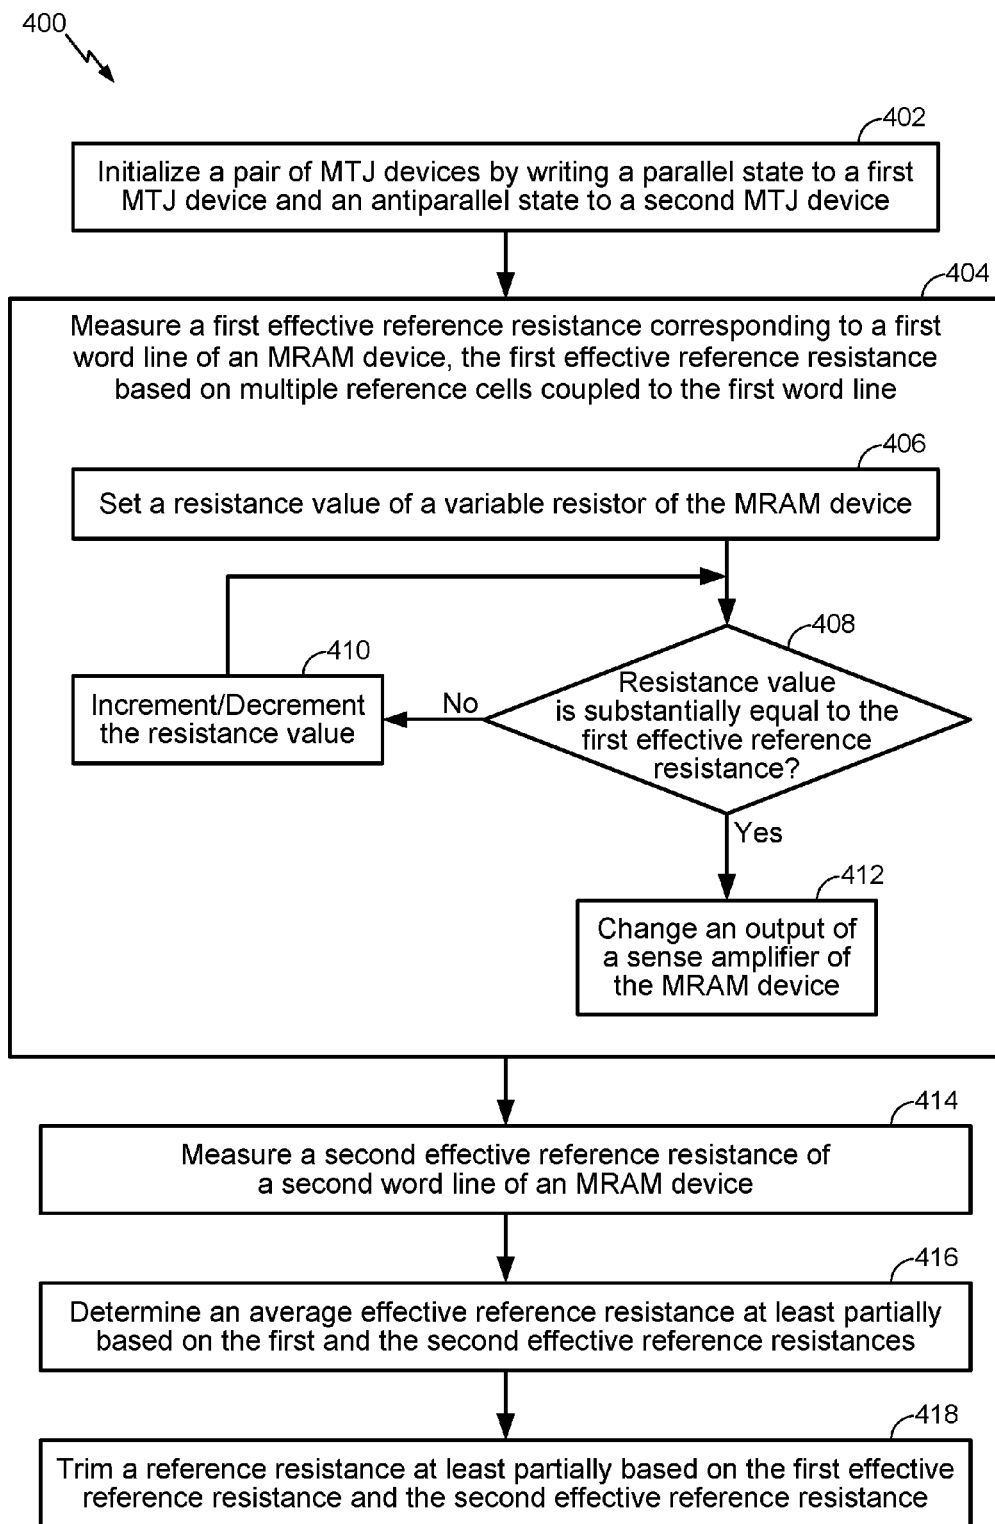 400
402
Initialize a pair of MTJ devices by writing a parallel state to a first
MTJ device and an antiparallel state to a second MTJ device
404
Measure a first effective reference resistance corresponding to a first
word line of an MRAM device, the first effective reference resistance
based on multiple reference cells coupled to the first word line
406
Set a resistance value of a variable resistor of the MRAM device
408
Resistance value
is substantially equal to the
first effective reference
resistance?
No
410
Increment/Decrement
the resistance value
Yes
412
Change an output of
a sense amplifier of
the MRAM device
414
Measure a second effective reference resistance of
a second word line of an MRAM device
416
Determine an average effective reference resistance at least partially
based on the first and the second effective reference resistances
418
Trim a reference resistance at least partially based on the first effective
reference resistance and the second effective reference resistance